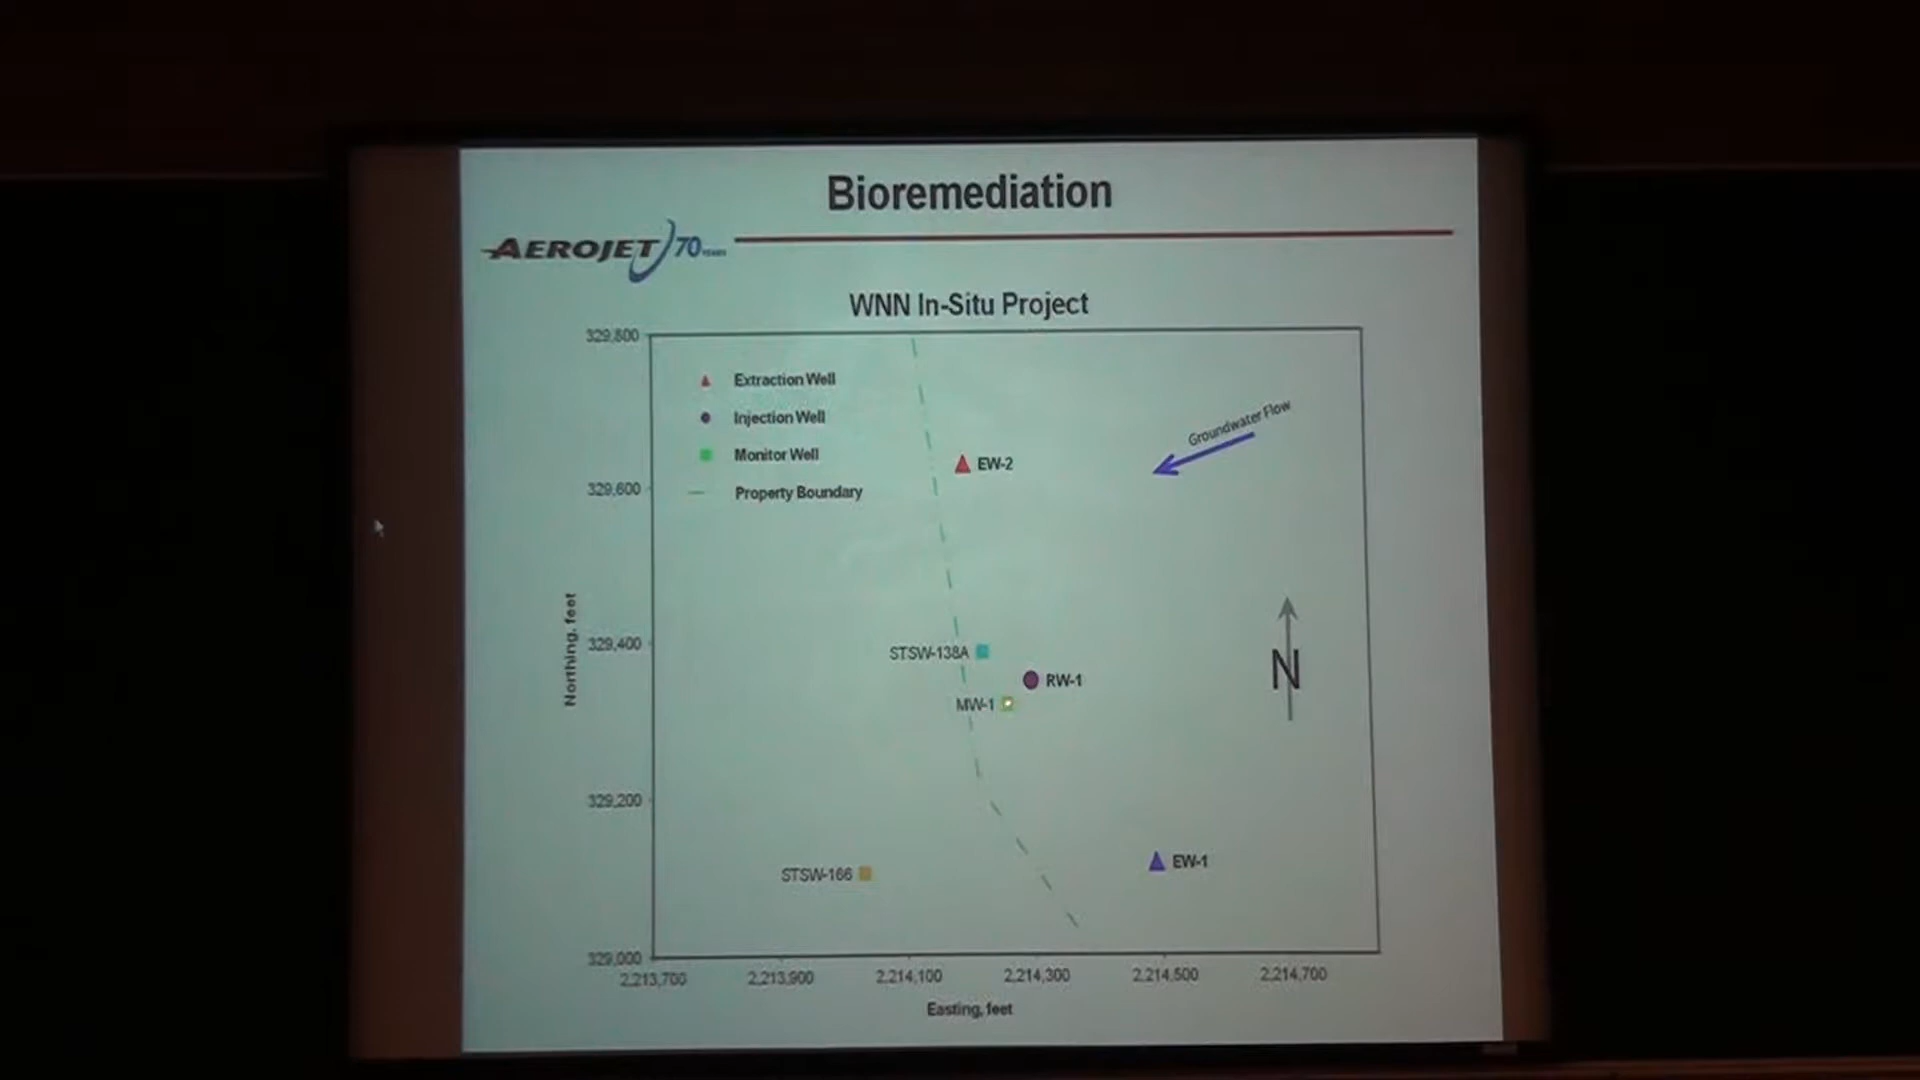 Bioremediation
AEROJET 70 YEARS
WNN In-Situ Project
329,800
Extraction Well
Injection Well
Monitor Well
Property Boundary
Groundwater Flow
EW-2
329,600
Northing, feet
329,400
STSW-138A
RW-1
MW-1
N
329,200
STSW-166
EW-1
329,000
2,213,700 2,213,900 2,214,100 2,214,300 2,214,500 2,214,700
Easting, feet